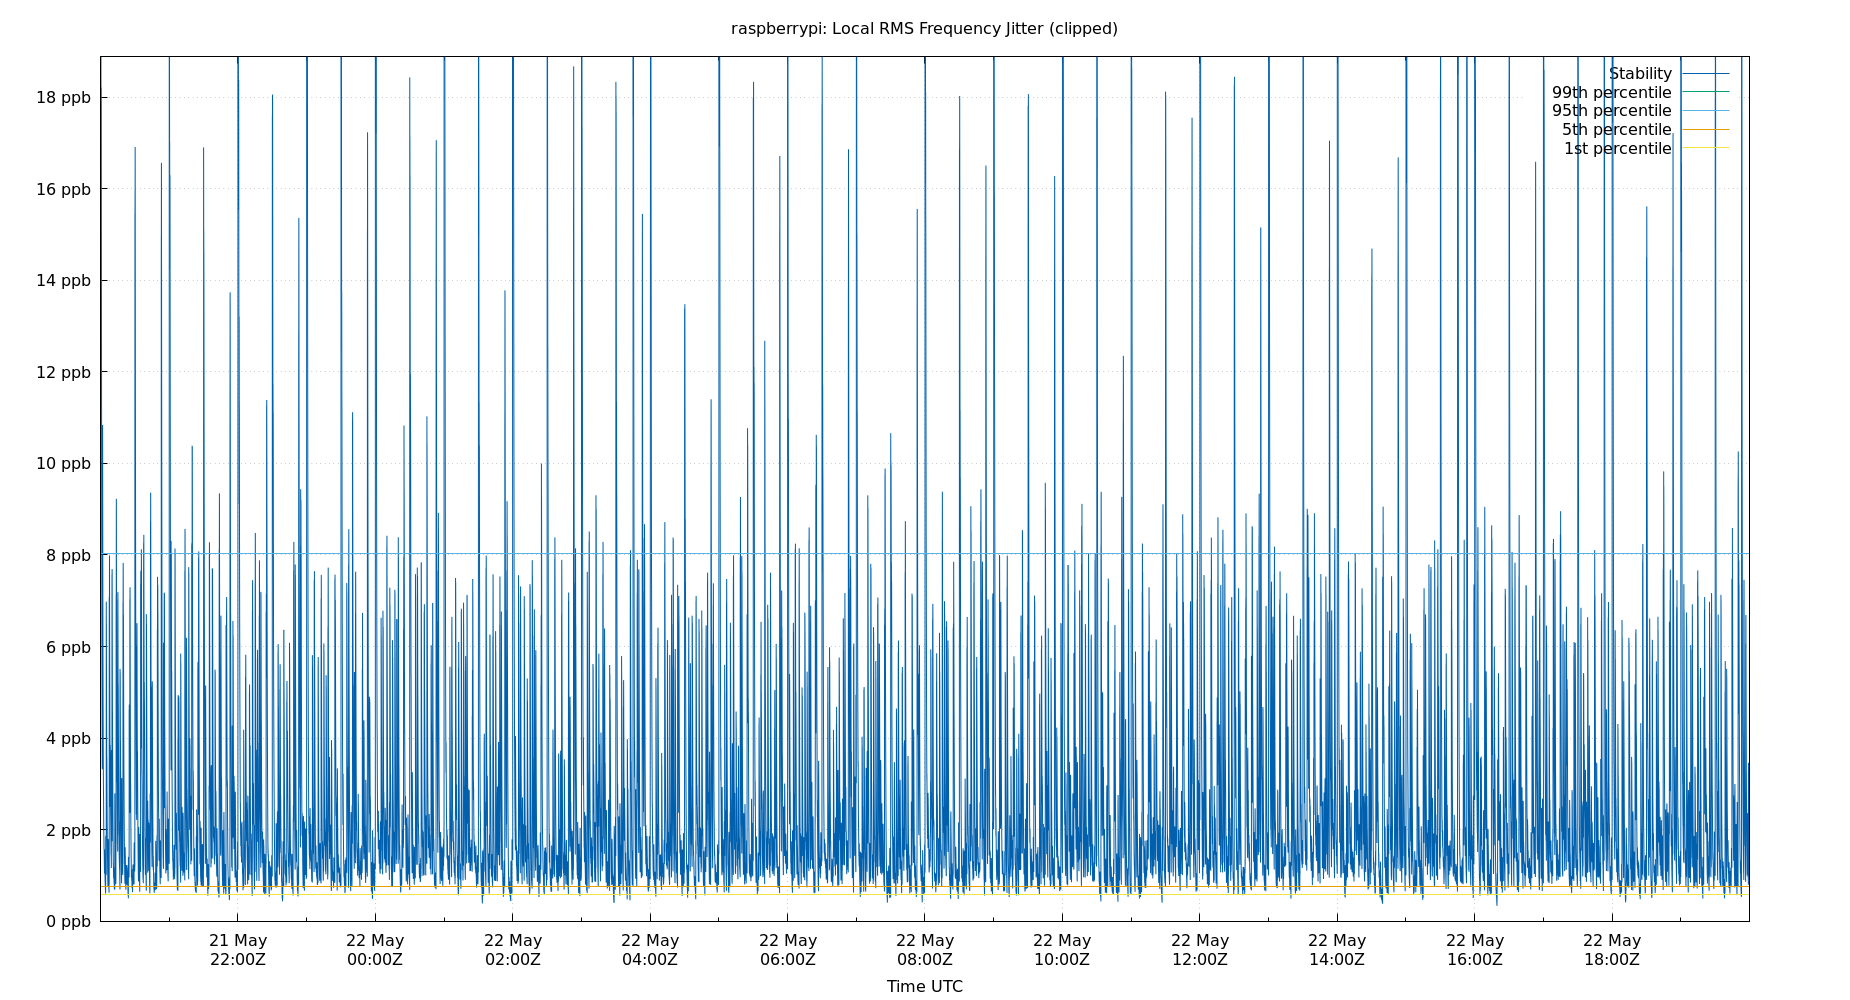 raspberrypi: Local RMS Frequency Jitter (clipped)
Stability
99th percentile
95th percentile
5th percentile
1st percentile
18 ppb
16 ppb
14 ppb
12 ppb
10 ppb
8 ppb
6 ppb
4 ppb
2 ppb
0 ppb
21 May 22 May 22 May 22 May 22 May 22 May 22 May 22 May 22 May 22 May 22 May
22:00Z 00:00Z 02:00Z 04:00Z 06:00Z 08:00Z 10:00Z 12:00Z 14:00Z 16:00Z 18:00Z
Time UTC